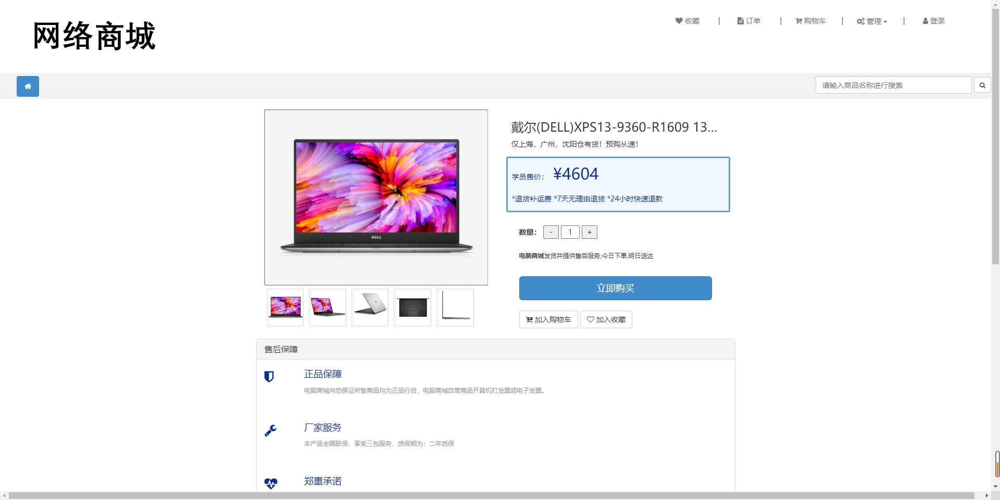 网络商城
收藏 | 订单 | 购物车 | 管理 | 登录
请输入商品名称进行搜索
戴尔(DELL)XPS13-9360-R1609 13...
仅上海，广州，沈阳仓有货！预购从速！
学员售价： ¥4604
*退货补运费 *7天无理由退货 *24小时快速退款
数量： - 1 +
电脑商城发货并提供售后服务,今日下单,明日送达
立即购买
加入购物车 加入收藏
DELL
售后保障
正品保障
电脑商城向您保证所售商品均为正品行货，电脑商城自营商品开具机打发票或电子发票。
厂家服务
本产品全国联保，享受三包服务，质保期为：二年质保
郑重承诺